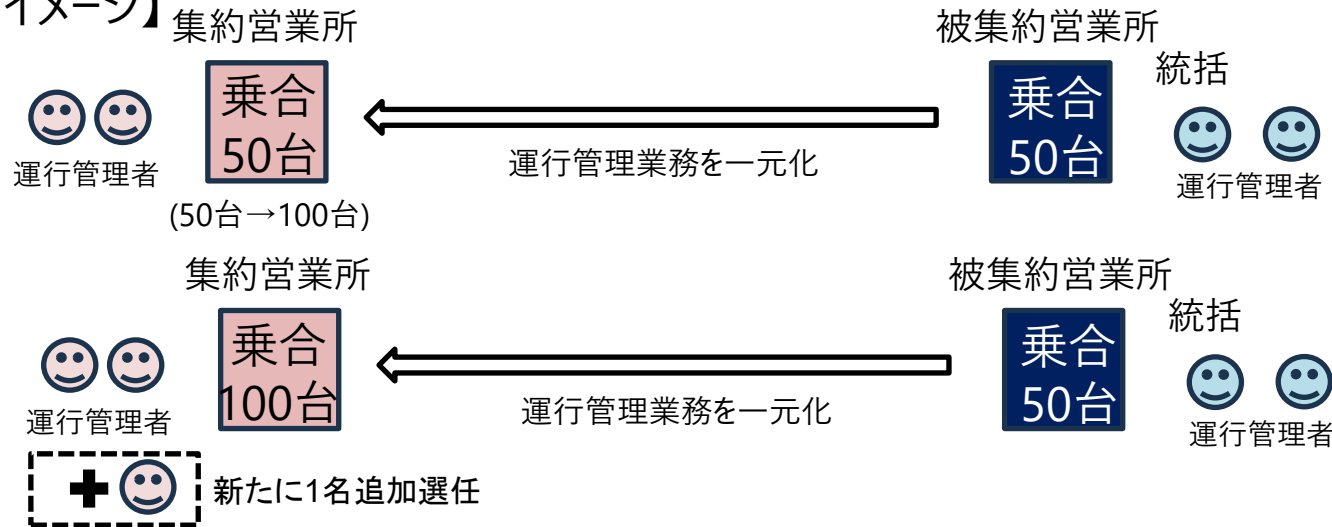 イメージ】
集約営業所
被集約営業所
統括
乗合
50台
乗合
50台
運行管理者
運行管理業務を一元化
運行管理者
(50台→100台)
集約営業所
被集約営業所
統括
乗合
100台
乗合
50台
運行管理者
運行管理業務を一元化
運行管理者
新たに1名追加選任